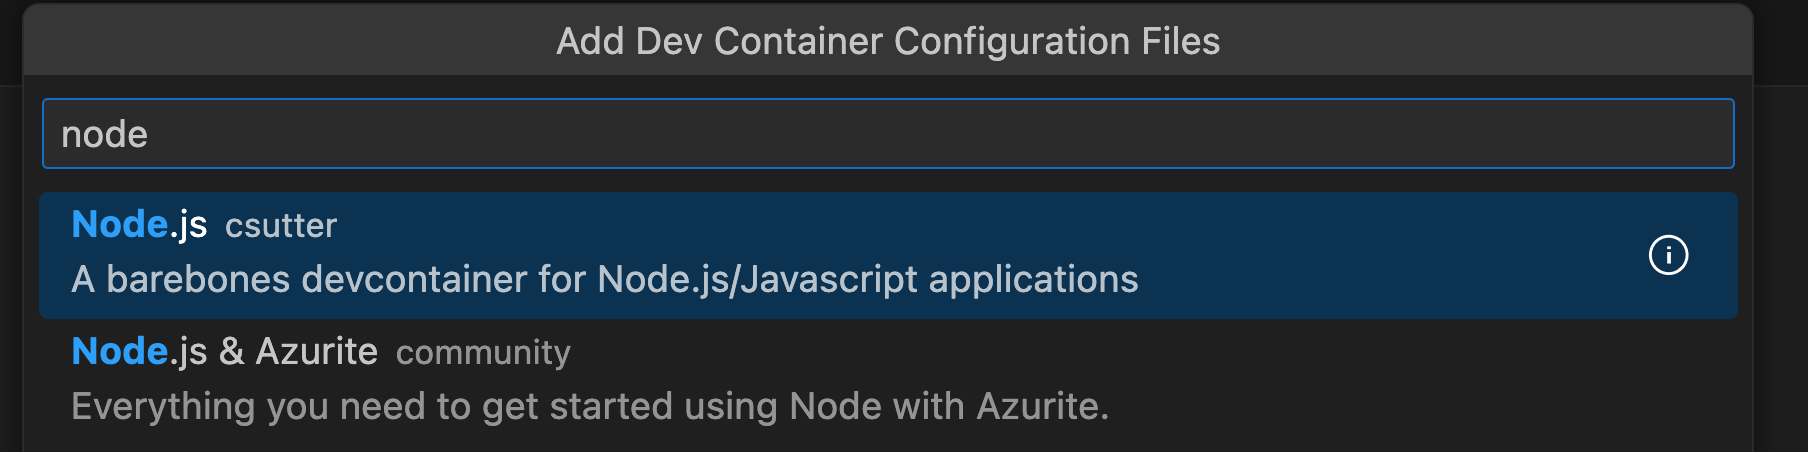 Add Dev Container Configuration Files
node
Node.js csutter
A barebones devcontainer for Node.js/Javascript applications
Node.js & Azurite community
Everything you need to get started using Node with Azurite.